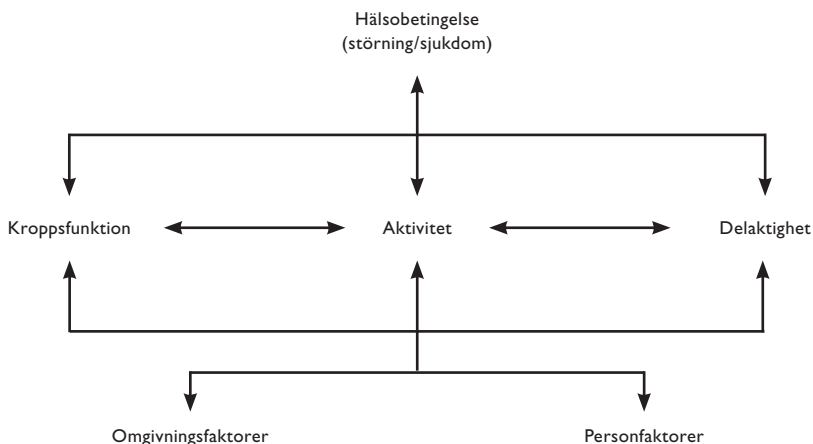 Hälsobetingelse
(störning/sjukdom)
Kroppsfunktion
Aktivitet
Delaktighet
Omgivningsfaktorer
Personfaktorer